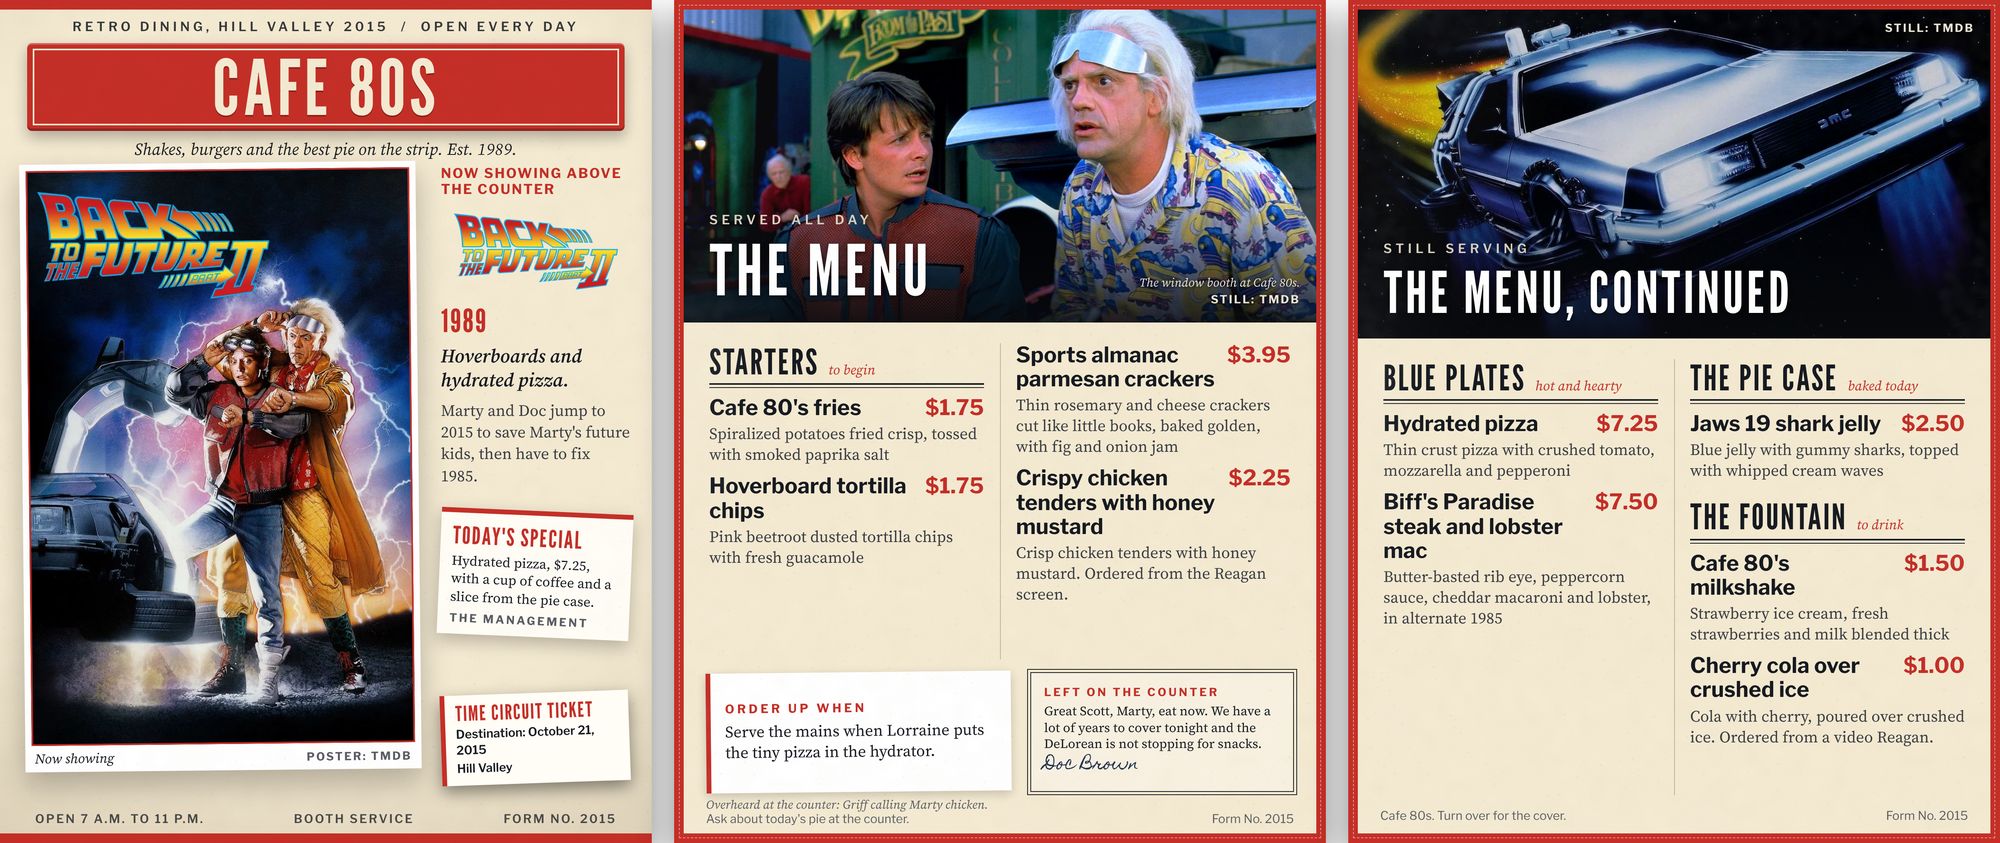 RETRO DINING, HILL VALLEY 2015 / OPEN EVERY DAY
CAFE 80S
Shakes, burgers and the best pie on the strip. Est. 1989.
BACK
TO THE FUTURE
PART II
Now showing
POSTER: TMDB
NOW SHOWING ABOVE
THE COUNTER
BACK
TO THE FUTURE
PART II
1989
Hoverboards and
hydrated pizza.
Marty and Doc jump to
2015 to save Marty's future
kids, then have to fix
1985.
TODAY'S SPECIAL
Hydrated pizza, $7.25,
with a cup of coffee and a
slice from the pie case.
THE MANAGEMENT
TIME CIRCUIT TICKET
Destination: October 21,
2015
Hill Valley
OPEN 7 A.M. TO 11 P.M.
BOOTH SERVICE
FORM NO. 2015
FROM THE PAST
SERVED ALL DAY
THE MENU
The window booth at Cafe 80s.
STILL: TMDB
STARTERS to begin
Cafe 80's fries $1.75
Spiralized potatoes fried crisp, tossed
with smoked paprika salt
Hoverboard tortilla $1.75
chips
Pink beetroot dusted tortilla chips
with fresh guacamole
Sports almanac $3.95
parmesan crackers
Thin rosemary and cheese crackers
cut like little books, baked golden,
with fig and onion jam
Crispy chicken $2.25
tenders with honey
mustard
Crisp chicken tenders with honey
mustard. Ordered from the Reagan
screen.
ORDER UP WHEN
Serve the mains when Lorraine puts
the tiny pizza in the hydrator.
LEFT ON THE COUNTER
Great Scott, Marty, eat now. We have a
lot of years to cover tonight and the
DeLorean is not stopping for snacks.
Doc Brown
Overheard at the counter: Griff calling Marty chicken.
Ask about today's pie at the counter.
Form No. 2015
STILL: TMDB
DMC
STILL SERVING
THE MENU, CONTINUED
BLUE PLATES hot and hearty
Hydrated pizza $7.25
Thin crust pizza with crushed tomato,
mozzarella and pepperoni
Biff's Paradise $7.50
steak and lobster
mac
Butter-basted rib eye, peppercorn
sauce, cheddar macaroni and lobster,
in alternate 1985
THE PIE CASE baked today
Jaws 19 shark jelly $2.50
Blue jelly with gummy sharks, topped
with whipped cream waves
THE FOUNTAIN to drink
Cafe 80's $1.50
milkshake
Strawberry ice cream, fresh
strawberries and milk blended thick
Cherry cola over $1.00
crushed ice
Cola with cherry, poured over crushed
ice. Ordered from a video Reagan.
Cafe 80s. Turn over for the cover.
Form No. 2015